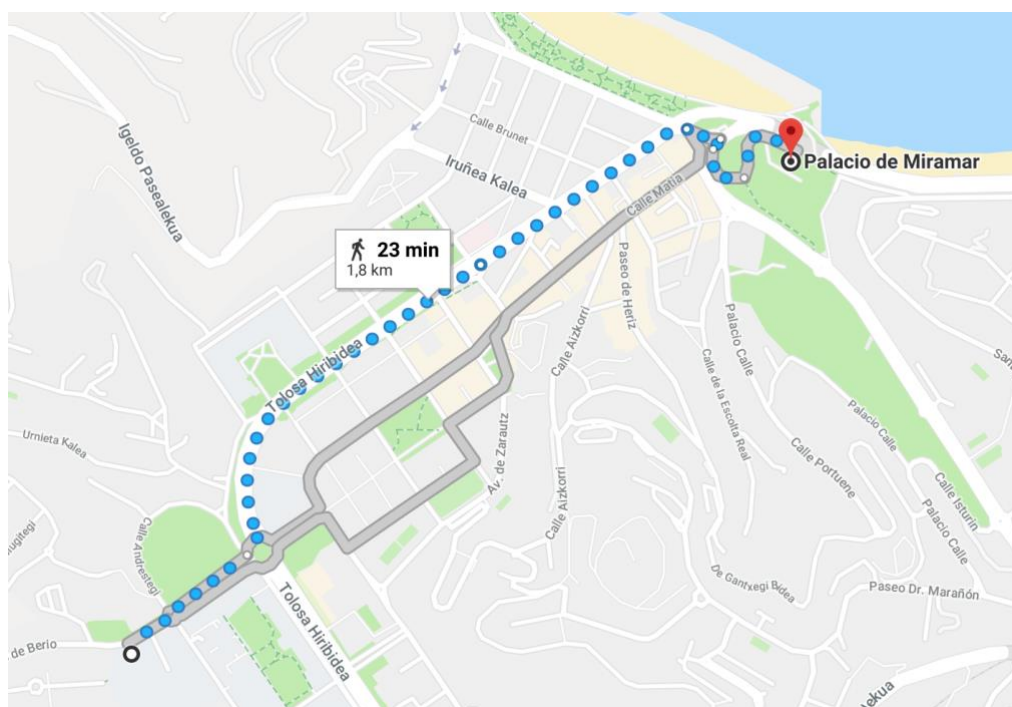 Calle Brunet
Igeldo Pasealekua
Iruñea Kalea
Palacio de Miramar
Calle Matia
23 min
1,8 km
Paseo de Heriz
Calle Aizkorri
Palacio Calle
Calle de la Escolta Real
Tolosa Hiribidea
San
Urnieta Kalea
Av. de Zarautz
Palacio Calle
Calle Portuene
Calle Isturin
Calle Aizkorri
Palacio Calle
ugitegi
Calle Andrestegi
De Gantxegi Bidea
Paseo Dr. Marañón
Tolosa Hiribidea
de Berio
Aekua